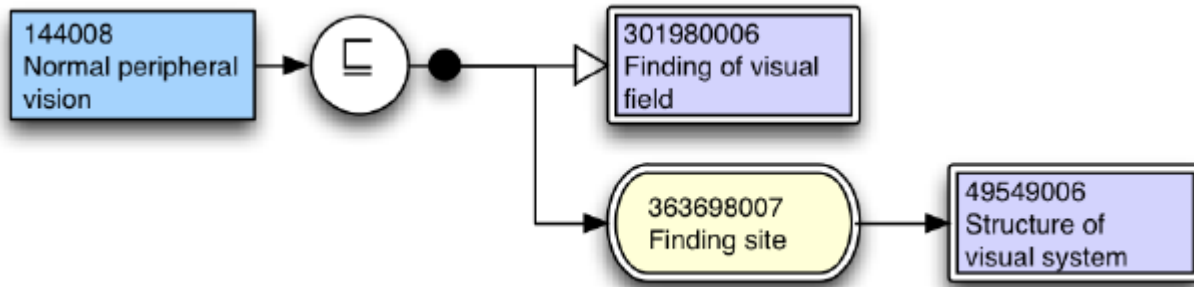 144008
Normal peripheral
vision
⊑
301980006
Finding of visual
field
363698007
Finding site
49549006
Structure of
visual system